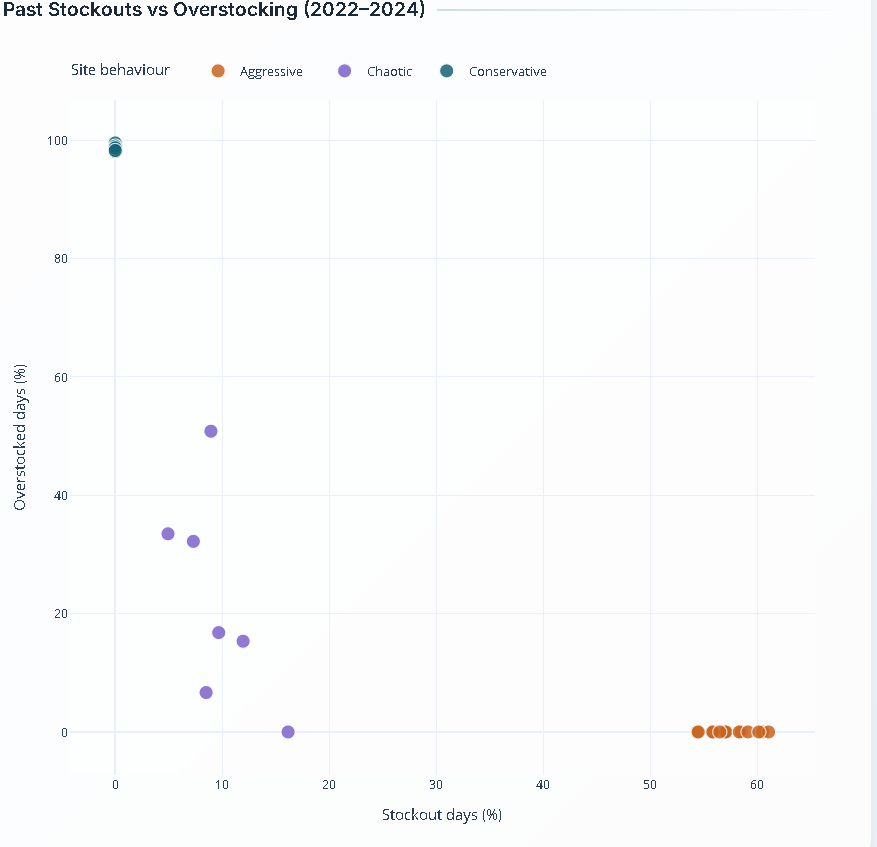 Past Stockouts vs Overstocking (2022–2024)
Site behaviour Aggressive Chaotic Conservative
100
80
60
40
20
0
Overstocked days (%)
0 10 20 30 40 50 60
Stockout days (%)